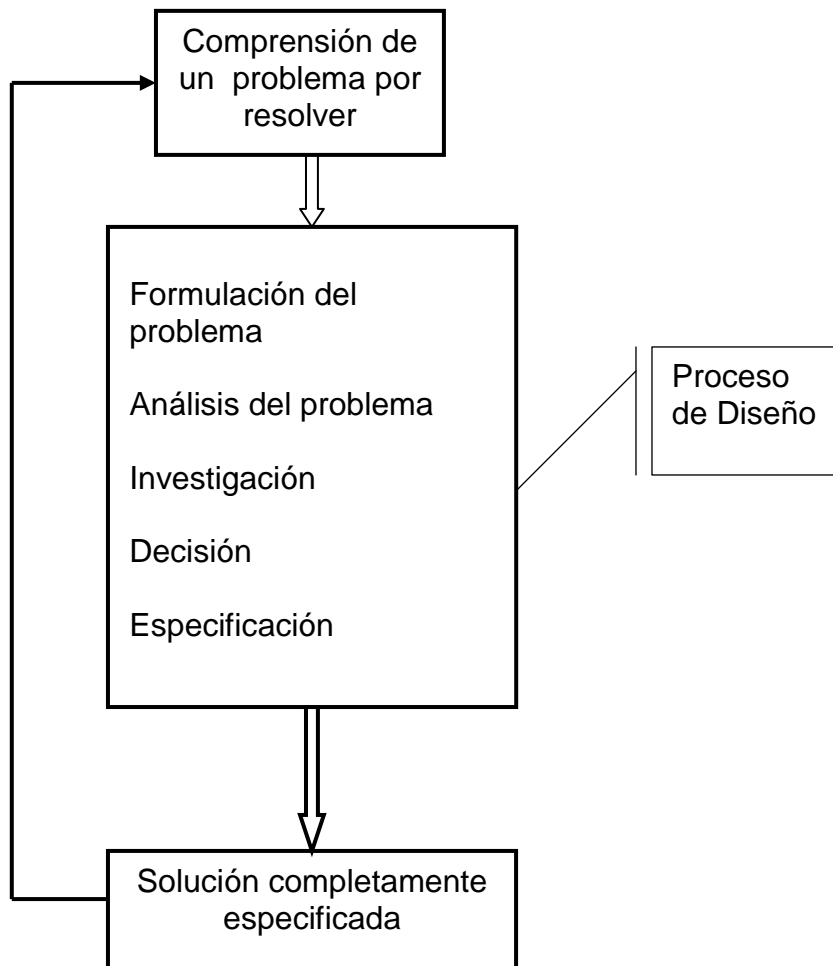 Comprensión de
un problema por
resolver
Formulación del
problema
Análisis del problema
Investigación
Decisión
Especificación
Proceso
de Diseño
Solución completamente
especificada